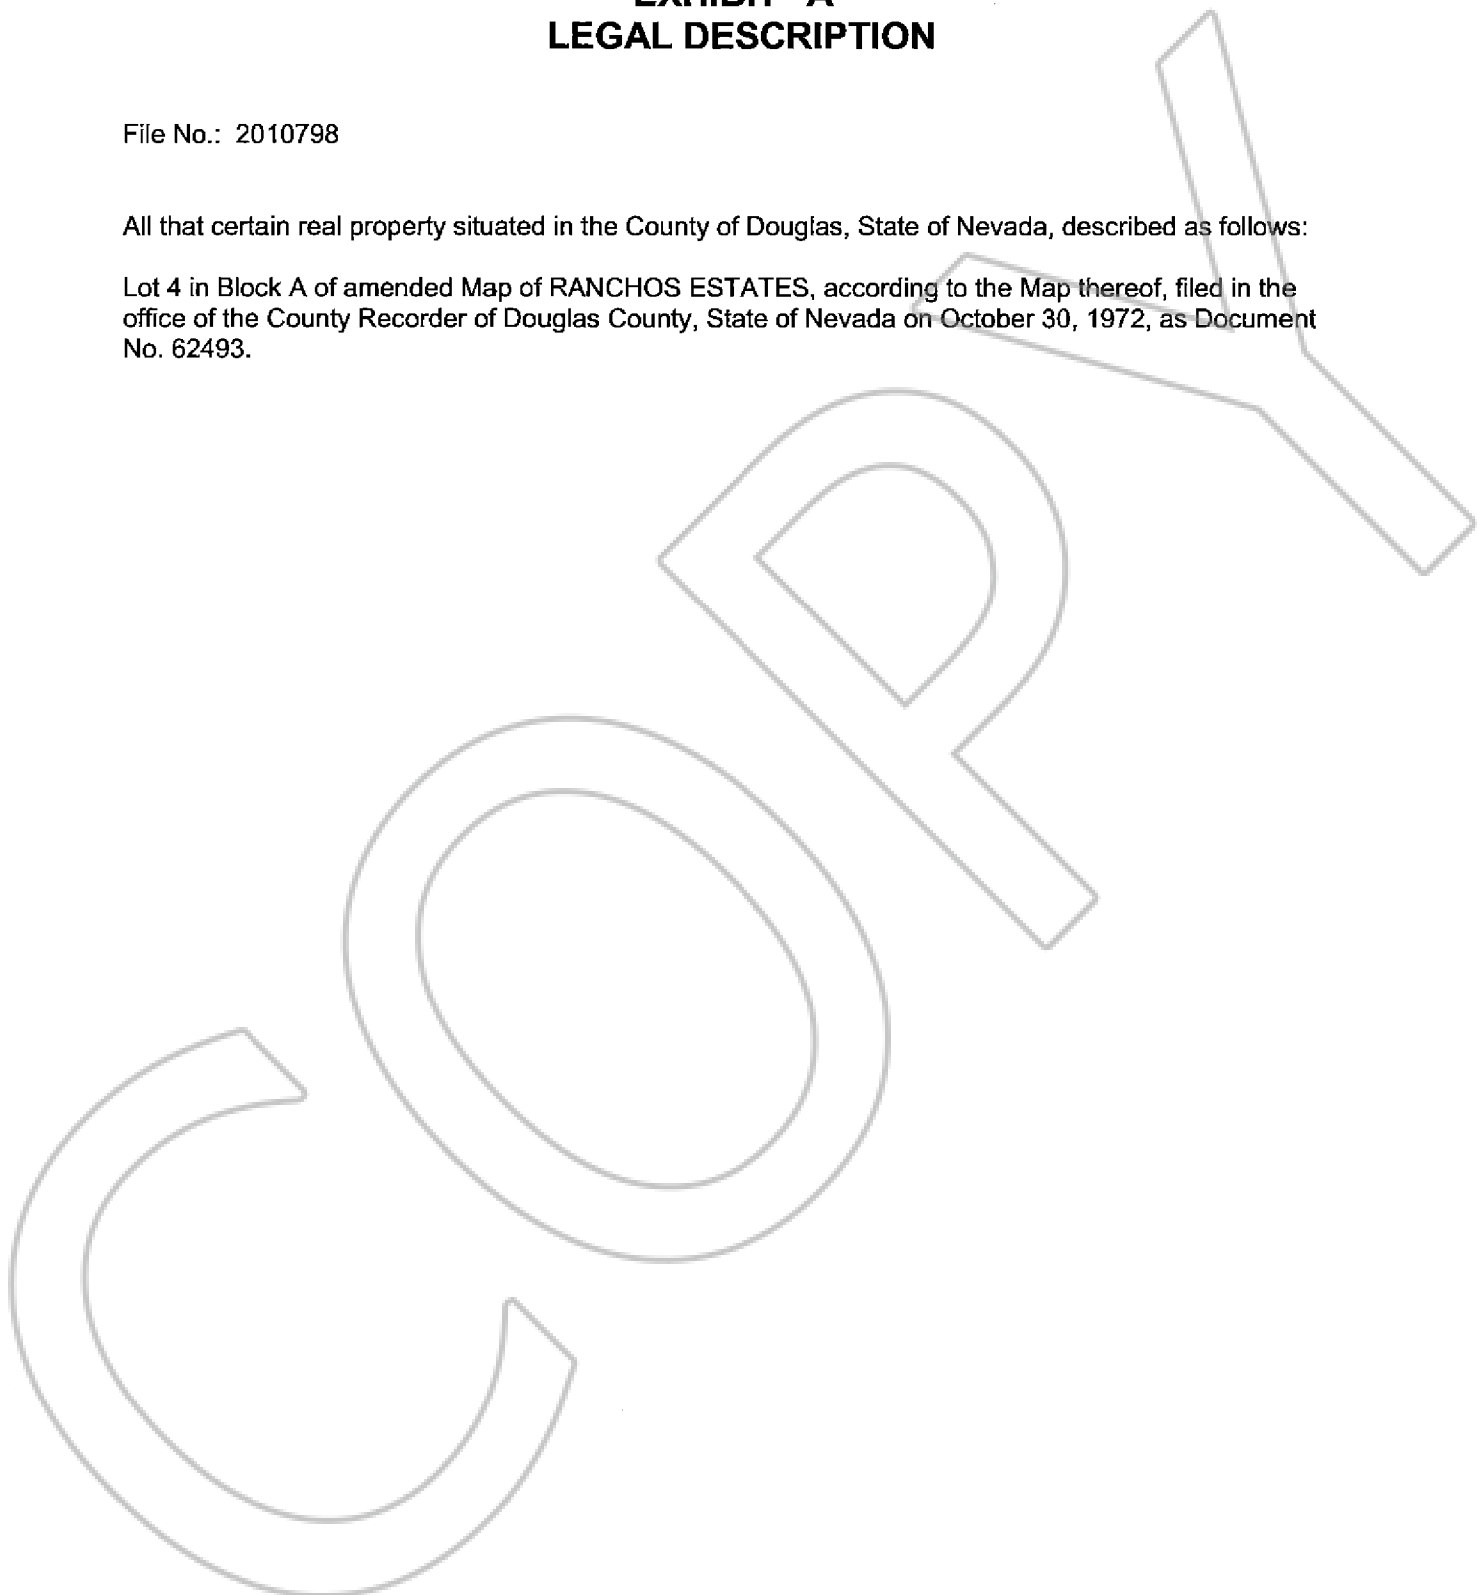 EXHIBIT "A"
LEGAL DESCRIPTION
File No.: 2010798
All that certain real property situated in the County of Douglas, State of Nevada, described as follows:
Lot 4 in Block A of amended Map of RANCHOS ESTATES, according to the Map thereof, filed in the
office of the County Recorder of Douglas County, State of Nevada on October 30, 1972, as Document
No. 62493.
COPY